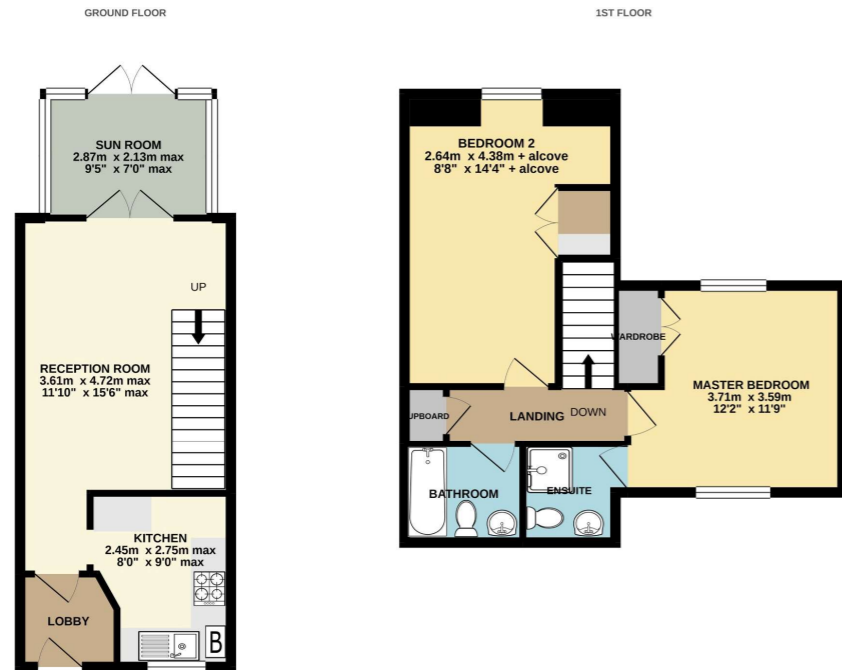 GROUND FLOOR
SUN ROOM
2.87m x 2.13m max
9'5" x 7'0" max
UP
RECEPTION ROOM
3.61m x 4.72m max
11'10" x 15'6" max
KITCHEN
2.45m x 2.75m max
8'0" x 9'0" max
LOBBY
B
1ST FLOOR
BEDROOM 2
2.64m x 4.38m + alcove
8'8" x 14'4" + alcove
WARDROBE
MASTER BEDROOM
3.71m x 3.59m
12'2" x 11'9"
UPBOARD
LANDING
DOWN
BATHROOM
ENSUITE